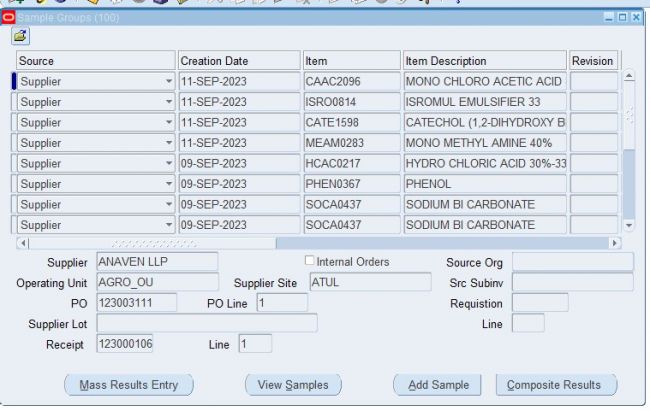 Sample Groups (100)
Source Creation Date Item Item Description Revision
Supplier 11-SEP-2023 CAAC2096 MONO CHLORO ACETIC ACID
Supplier 11-SEP-2023 ISRO0814 ISROMUL EMULSIFIER 33
Supplier 11-SEP-2023 CATE1598 CATECHOL (1,2-DIHYDROXY B
Supplier 11-SEP-2023 MEAM0283 MONO METHYL AMINE 40%
Supplier 09-SEP-2023 HCAC0217 HYDRO CHLORIC ACID 30%-33
Supplier 09-SEP-2023 PHEN0367 PHENOL
Supplier 09-SEP-2023 SOCA0437 SODIUM BI CARBONATE
Supplier 09-SEP-2023 SOCA0437 SODIUM BI CARBONATE
Supplier ANAVEN LLP Internal Orders Source Org
Operating Unit AGRO_OU Supplier Site ATUL Src Subinv
PO 123003111 PO Line 1 Requistion
Supplier Lot Line
Receipt 123000106 Line 1
Mass Results Entry View Samples Add Sample Composite Results